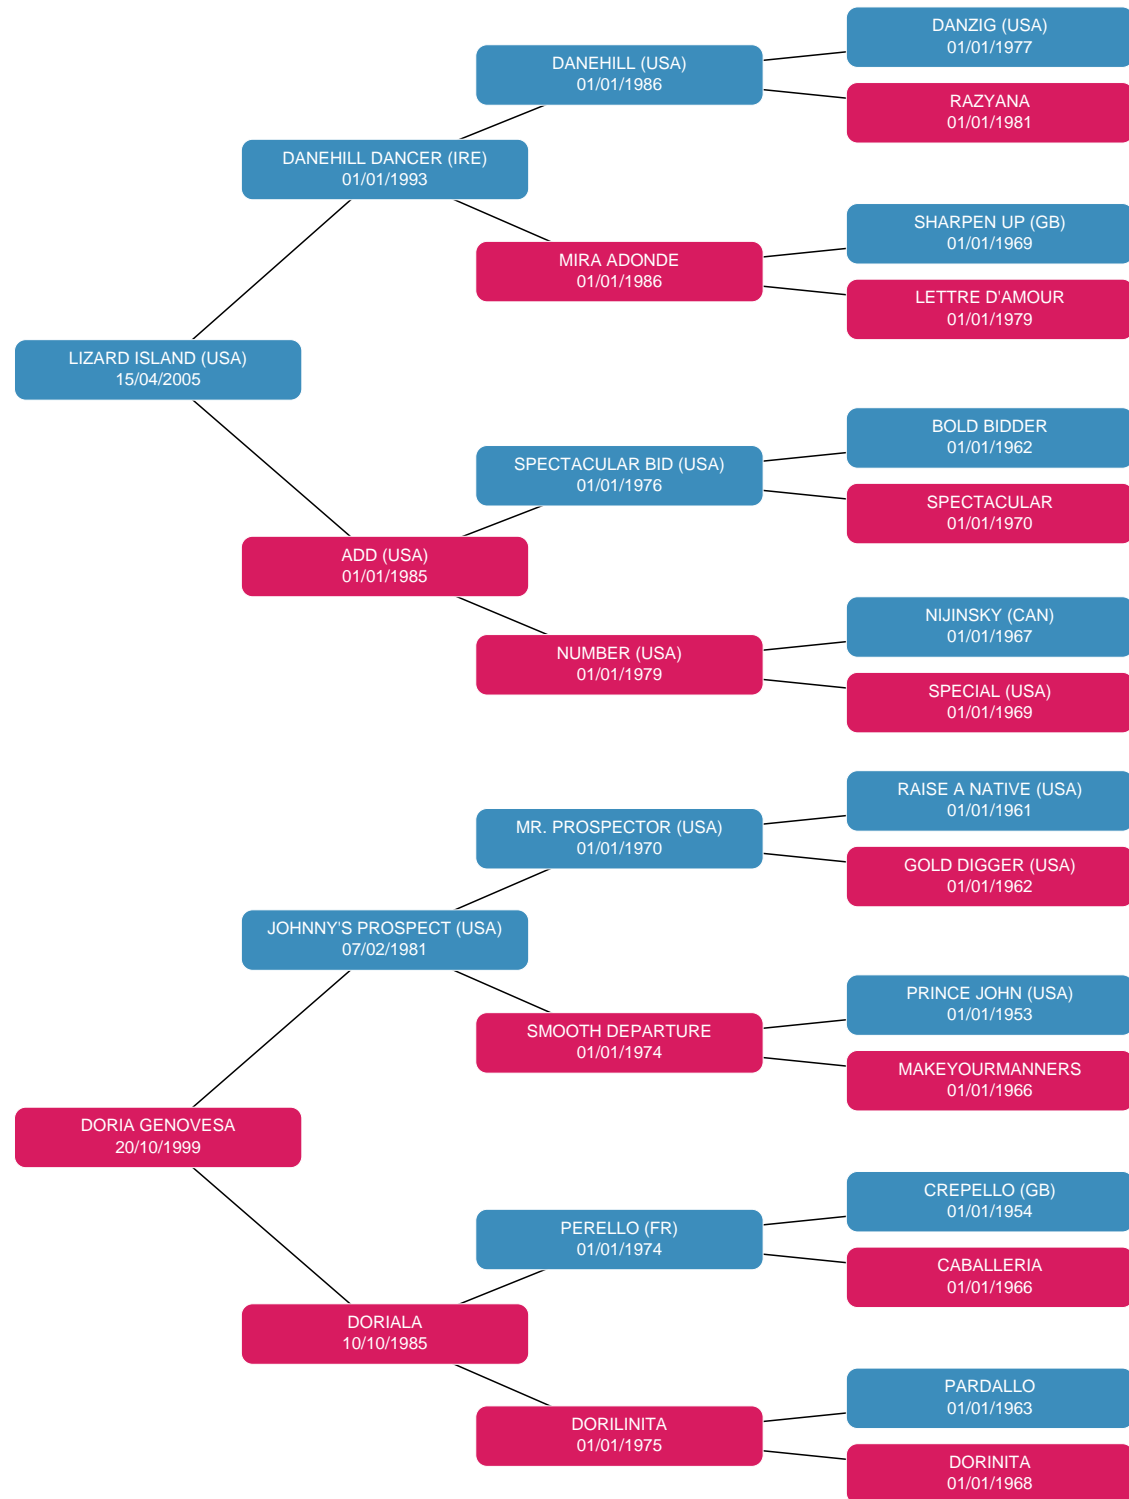 DANZIG (USA)
01/01/1977
DANEHILL (USA)
01/01/1986
RAZYANA
01/01/1981
DANEHILL DANCER (IRE)
01/01/1993
SHARPEN UP (GB)
01/01/1969
MIRA ADONDE
01/01/1986
LETTRE D'AMOUR
01/01/1979
LIZARD ISLAND (USA)
15/04/2005
BOLD BIDDER
01/01/1962
SPECTACULAR BID (USA)
01/01/1976
SPECTACULAR
01/01/1970
ADD (USA)
01/01/1985
NIJINSKY (CAN)
01/01/1967
NUMBER (USA)
01/01/1979
SPECIAL (USA)
01/01/1969
RAISE A NATIVE (USA)
01/01/1961
MR. PROSPECTOR (USA)
01/01/1970
GOLD DIGGER (USA)
01/01/1962
JOHNNY'S PROSPECT (USA)
07/02/1981
PRINCE JOHN (USA)
01/01/1953
SMOOTH DEPARTURE
01/01/1974
MAKEYOURMANNERS
01/01/1966
DORIA GENOVESA
20/10/1999
CREPELLO (GB)
01/01/1954
PERELLO (FR)
01/01/1974
CABALLERIA
01/01/1966
DORIALA
10/10/1985
PARDALLO
01/01/1963
DORILINITA
01/01/1975
DORINITA
01/01/1968